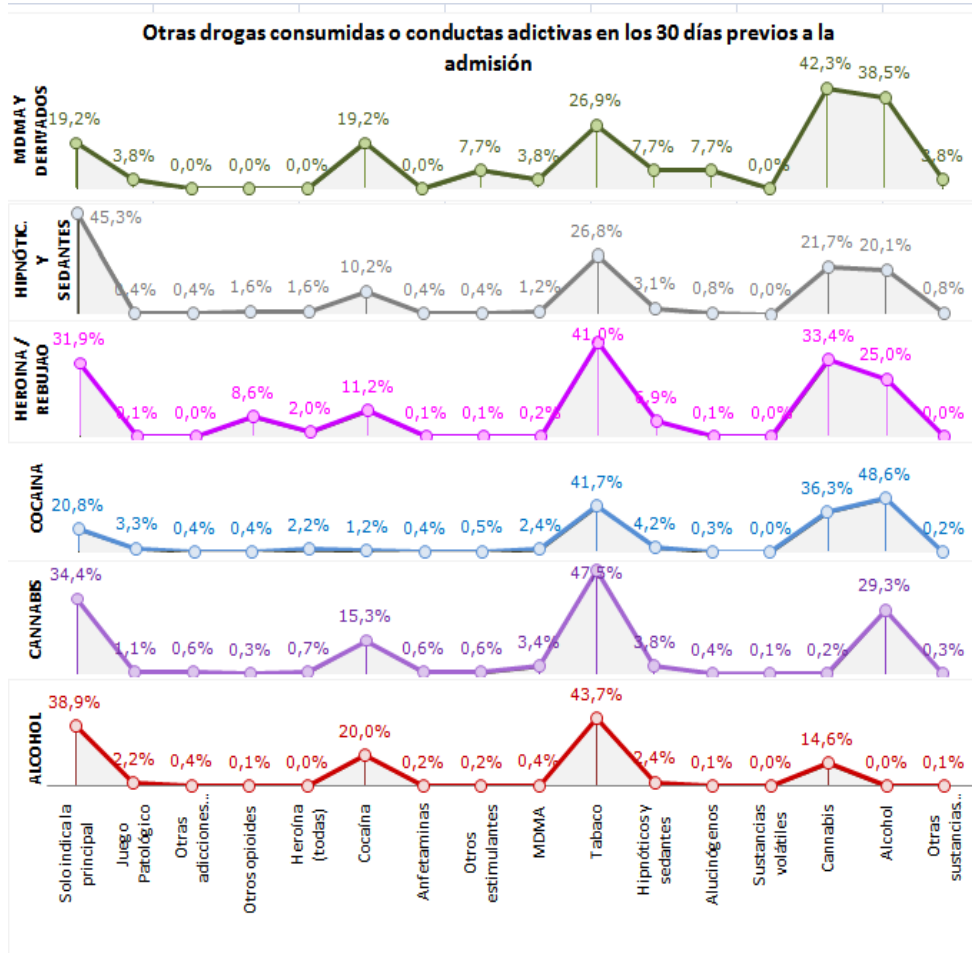 Otras drogas consumidas o conductas adictivas en los 30 días previos a la
admisión
MDMA Y
DERIVADOS
19,2% 3,8% 0,0% 0,0% 0,0% 19,2% 0,0% 7,7% 3,8% 26,9% 7,7% 7,7% 0,0% 42,3% 38,5% 3,8%
HIPNÓTIC.
Y
SEDANTES
45,3% 0,4% 0,4% 1,6% 1,6% 10,2% 0,4% 0,4% 1,2% 26,8% 3,1% 0,8% 0,0% 21,7% 20,1% 0,8%
HEROINA /
REBUJAO
31,9% 0,1% 0,0% 8,6% 2,0% 11,2% 0,1% 0,1% 0,2% 41,0% 6,9% 0,1% 0,0% 33,4% 25,0% 0,0%
COCAINA
20,8% 3,3% 0,4% 0,4% 2,2% 1,2% 0,4% 0,5% 2,4% 41,7% 4,2% 0,3% 0,0% 36,3% 48,6% 0,2%
CANNABIS
34,4% 1,1% 0,6% 0,3% 0,7% 15,3% 0,6% 0,6% 3,4% 47,5% 3,8% 0,4% 0,1% 0,2% 29,3% 0,3%
ALCOHOL
38,9% 2,2% 0,4% 0,1% 0,0% 20,0% 0,2% 0,2% 0,4% 43,7% 2,4% 0,1% 0,0% 14,6% 0,0% 0,1%
Solo indica la
principal
Juego
Patológico
Otras
adicciones...
Otros opioides
Heroína
(todas)
Cocaína
Anfetaminas
Otros
estimulantes
MDMA
Tabaco
Hipnóticos y
sedantes
Alucinógenos
Sustancias
volátiles
Cannabis
Alcohol
Otras
sustancias...